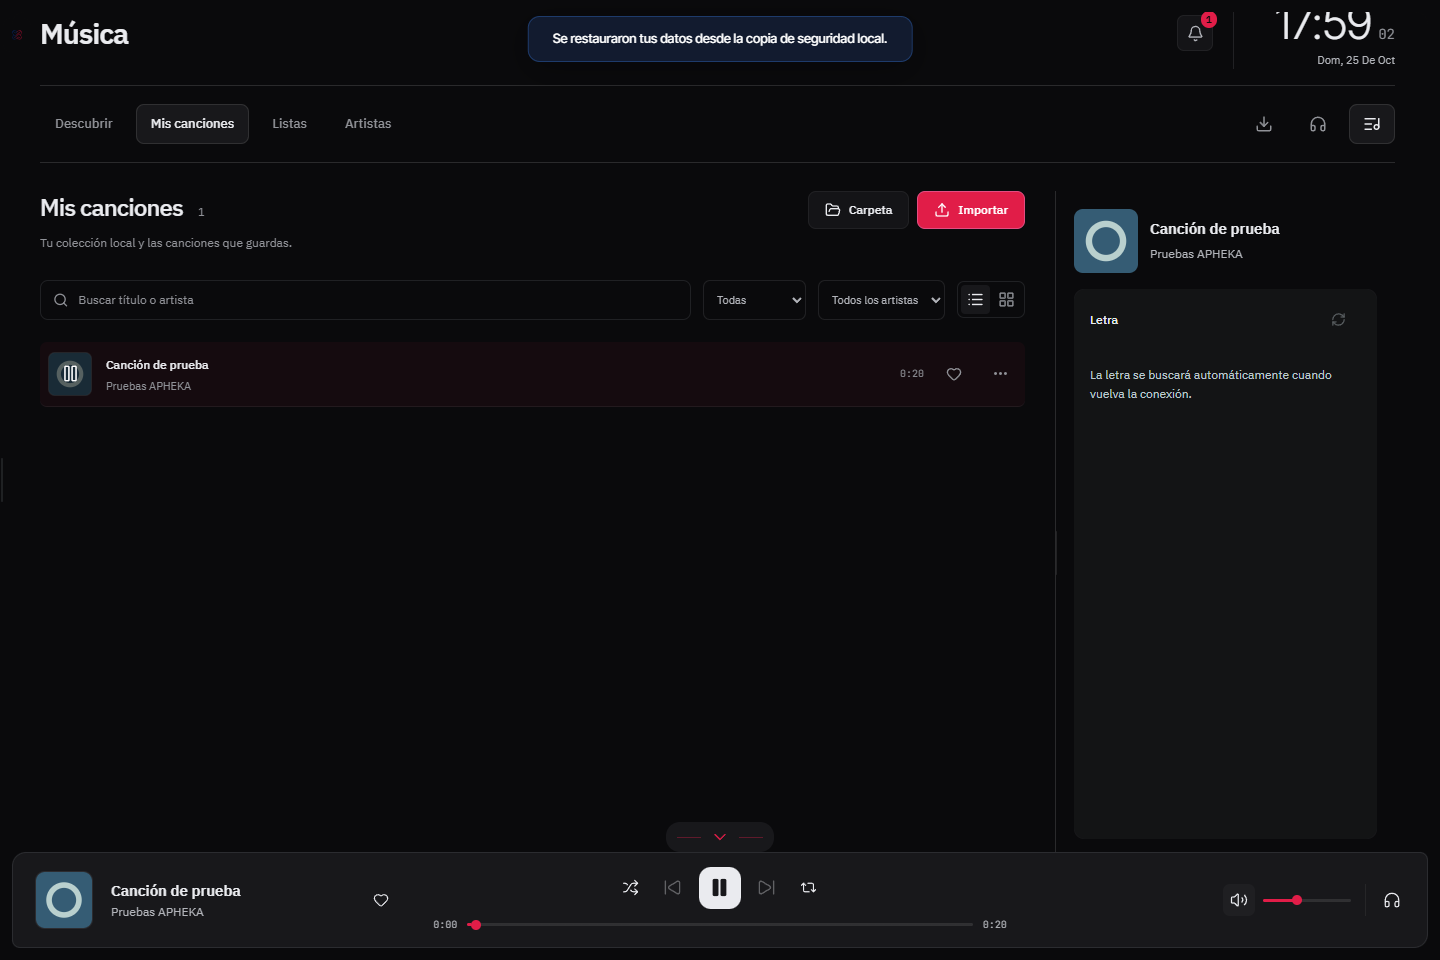 Música
Se restauraron tus datos desde la copia de seguridad local.
1
17:59 02
Dom, 25 De Oct
Descubrir
Mis canciones
Listas
Artistas
Mis canciones 1
Tu colección local y las canciones que guardas.
Carpeta
Importar
Buscar título o artista
Todas
Todos los artistas
Canción de prueba
Pruebas APHEKA
0:20
Canción de prueba
Pruebas APHEKA
Letra
La letra se buscará automáticamente cuando
vuelva la conexión.
Canción de prueba
Pruebas APHEKA
0:00
0:20